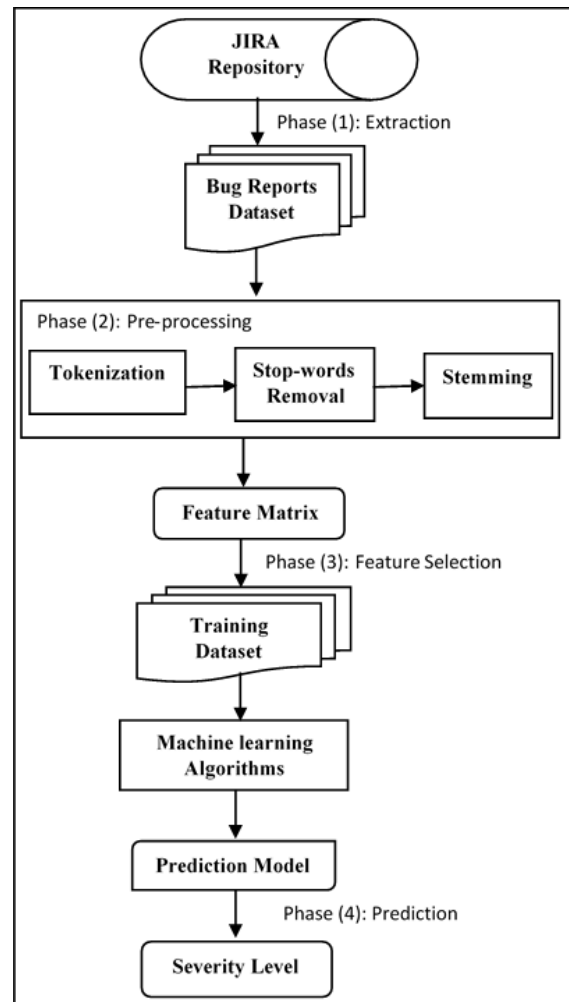 JIRA
Repository
Phase (1): Extraction
Bug Reports
Dataset
Phase (2): Pre-processing
Tokenization
Stop-words
Removal
Stemming
Feature Matrix
Phase (3): Feature Selection
Training
Dataset
Machine learning
Algorithms
Prediction Model
Phase (4): Prediction
Severity Level